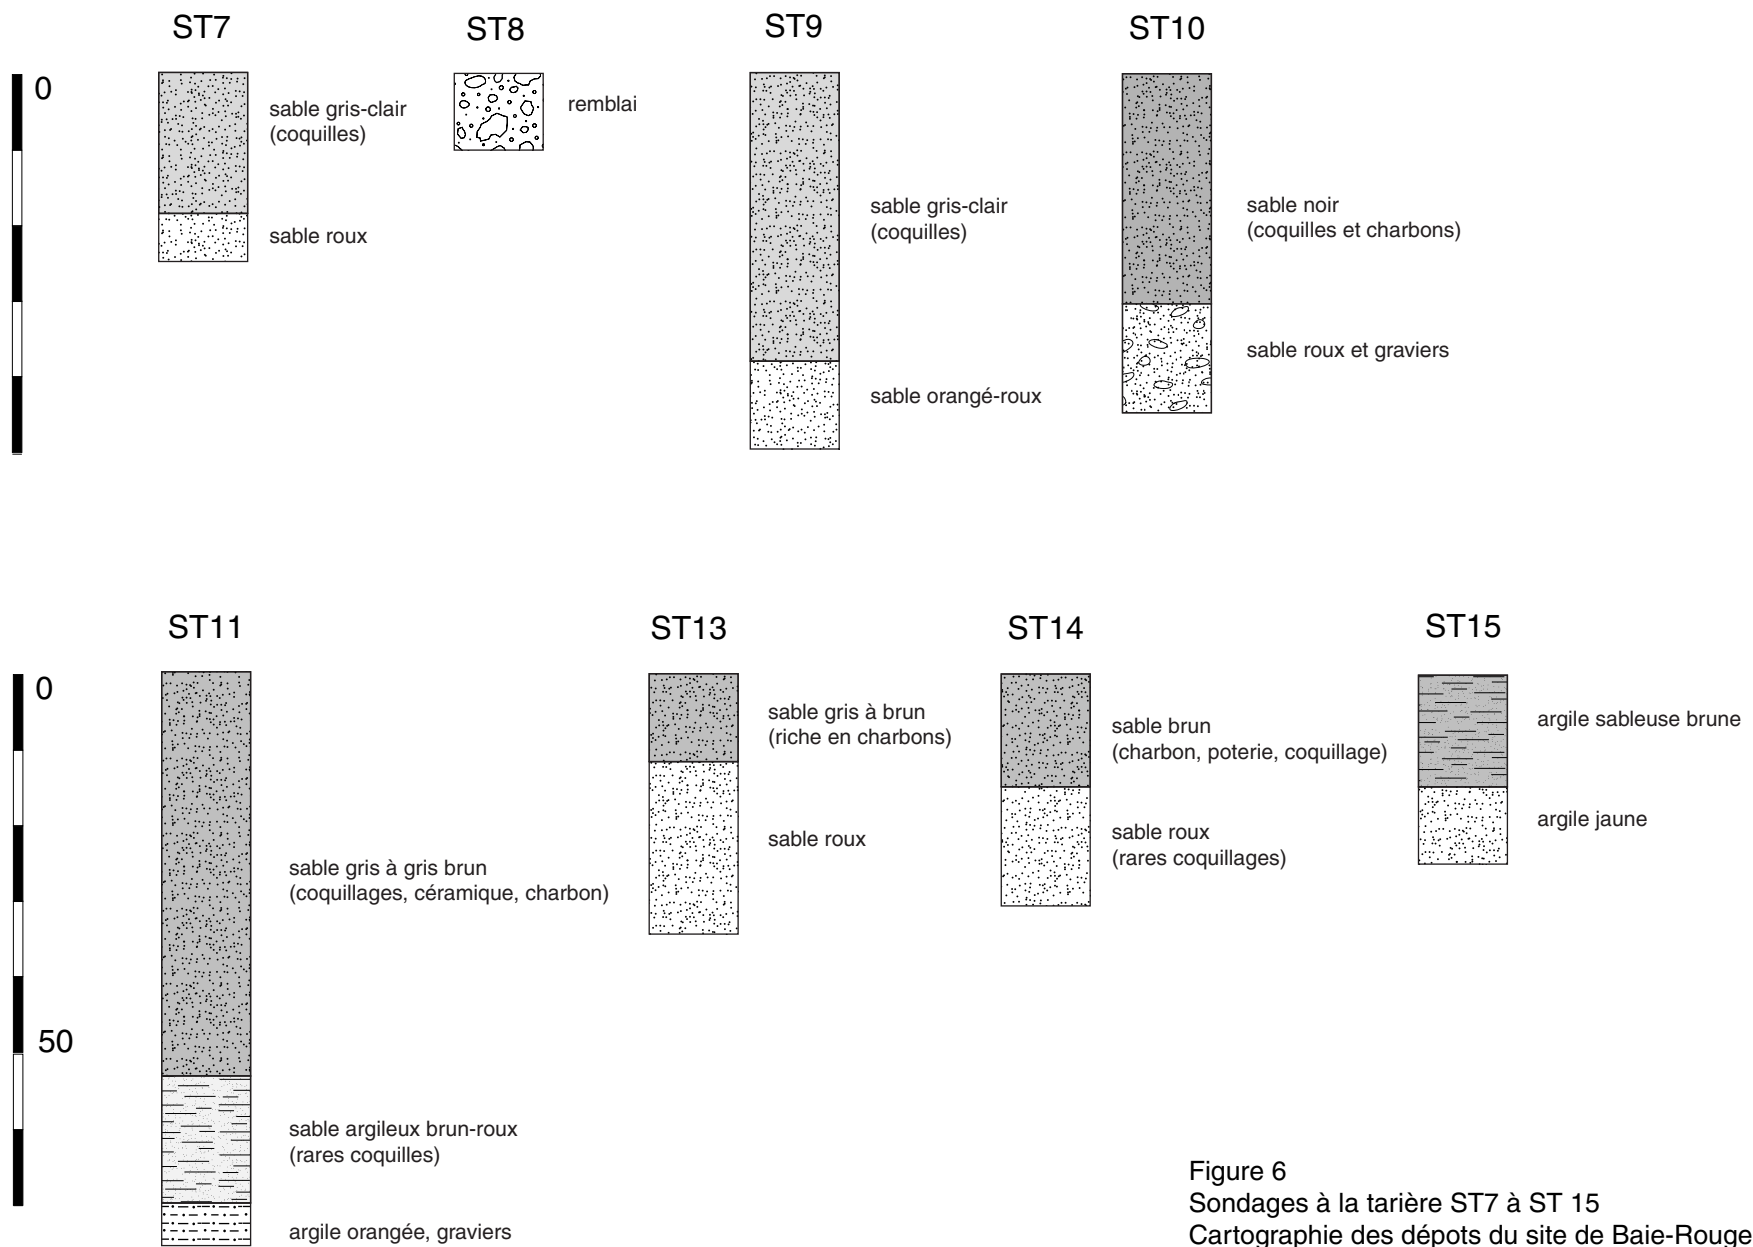 ST7
ST8
ST9
ST10
0
sable gris-clair
(coquilles)
sable roux
remblai
sable gris-clair
(coquilles)
sable orangé-roux
sable noir
(coquilles et charbons)
sable roux et graviers
ST11
ST13
ST14
ST15
0
50
sable gris à gris brun
(coquillages, céramique, charbon)
sable argileux brun-roux
(rares coquilles)
argile orangée, graviers
sable gris à brun
(riche en charbons)
sable roux
sable brun
(charbon, poterie, coquillage)
sable roux
(rares coquillages)
argile sableuse brune
argile jaune
Figure 6
Sondages à la tarière ST7 à ST 15
Cartographie des dépots du site de Baie-Rouge